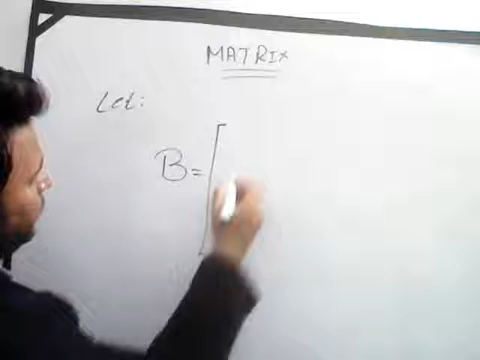 MATRIX
Let:
B = [